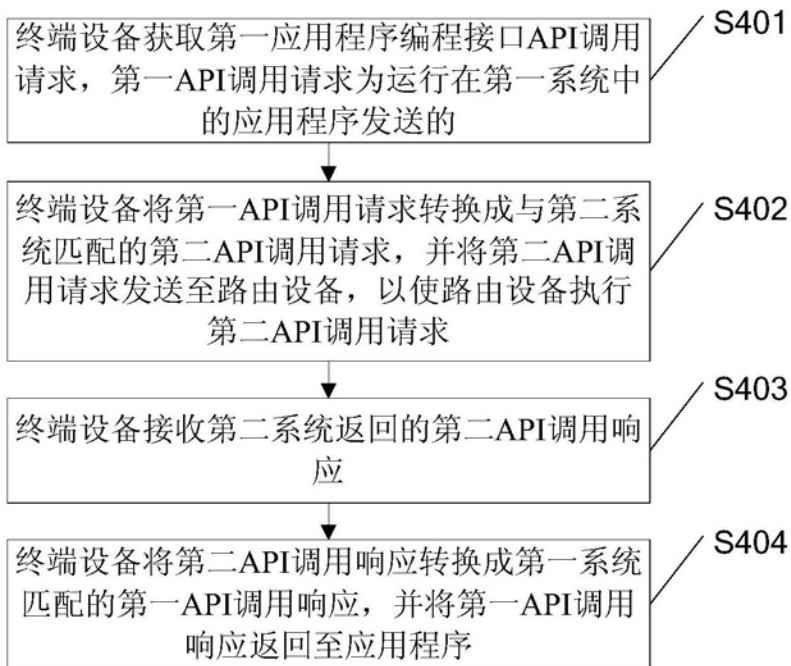 终端设备获取第一应用程序编程接口API调用
请求，第一API调用请求为运行在第一系统中
的应用程序发送的
S401
终端设备将第一API调用请求转换成与第二系
统匹配的第二API调用请求，并将第二API调
用请求发送至路由设备，以使路由设备执行
第二API调用请求
S402
终端设备接收第二系统返回的第二API调用响
应
S403
终端设备将第二API调用响应转换成第一系统
匹配的第一API调用响应，并将第一API调用
响应返回至应用程序
S404